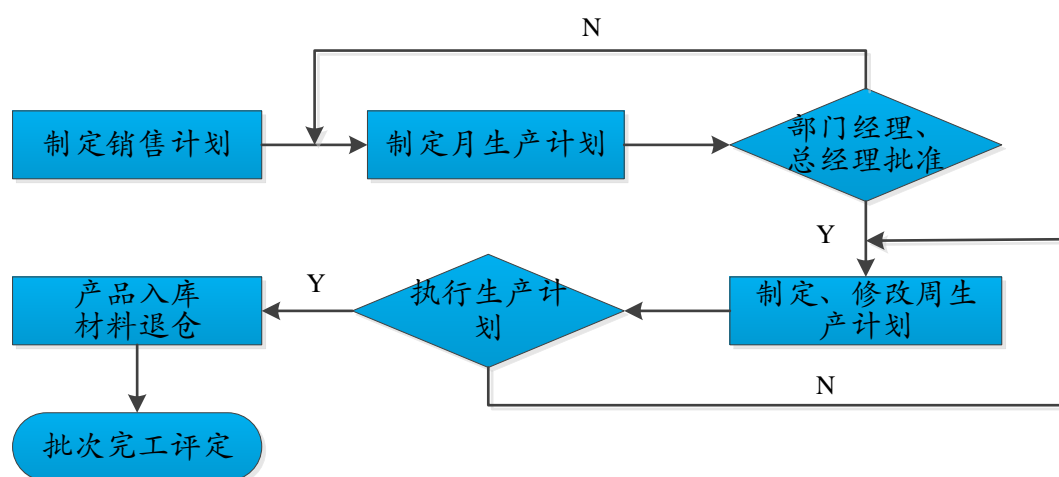 N
制定销售计划
制定月生产计划
部门经理、
总经理批准
Y
产品入库
材料退仓
Y
执行生产计
划
制定、修改周生
产计划
N
批次完工评定